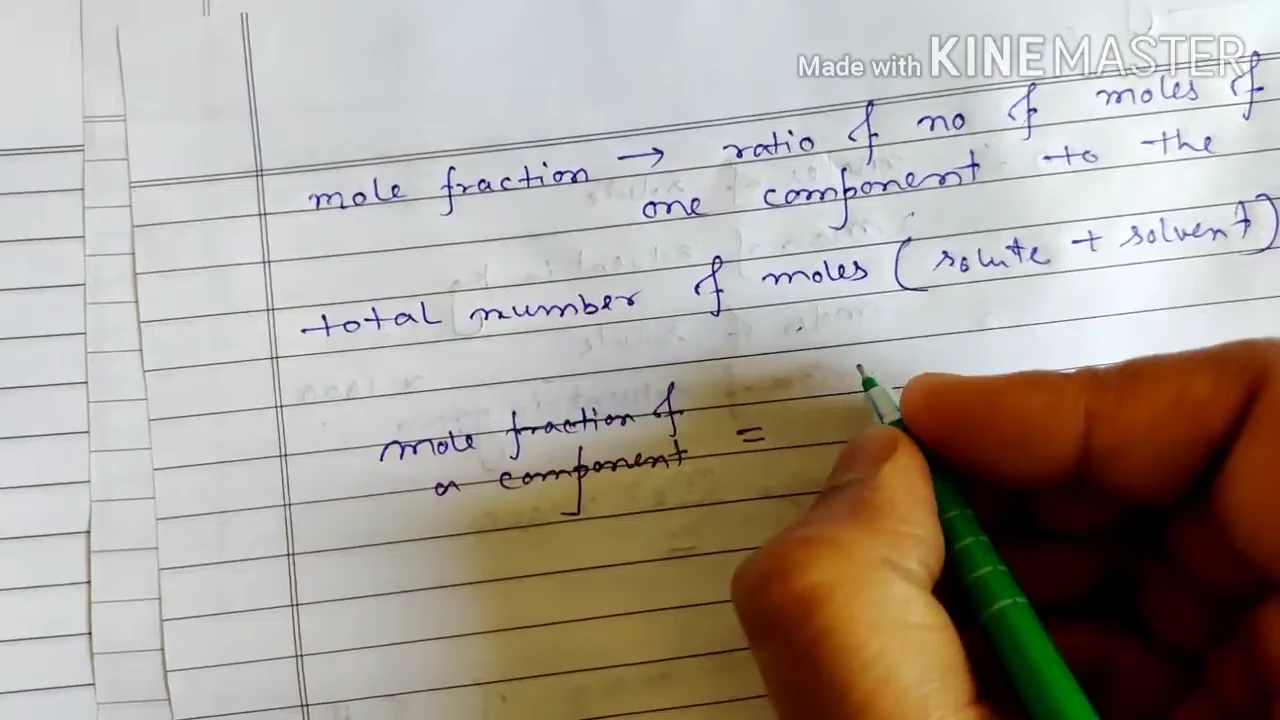 Made with KINEMASTER
mole fraction → ratio of no of moles of
one component to the
total number of moles (solute + solvent)
mole fraction of
a component =